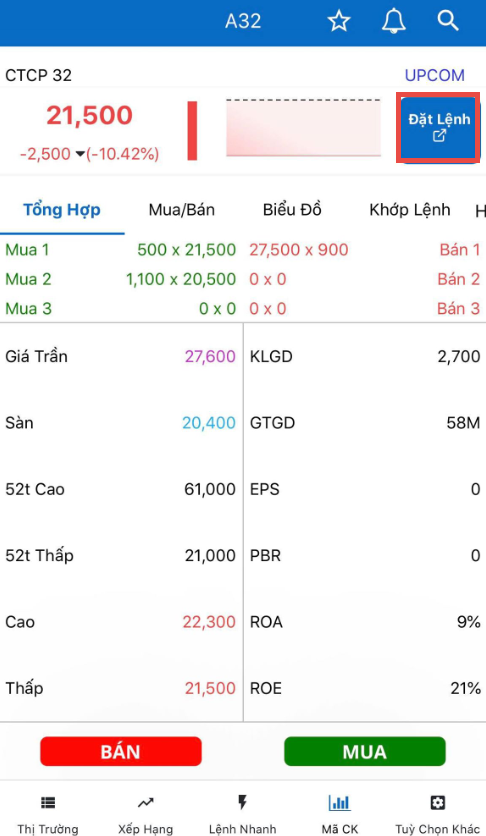 A32
CTCP 32 UPCOM
21,500
-2,500 (-10.42%)
Đặt Lệnh
Tổng Hợp Mua/Bán Biểu Đồ Khớp Lệnh H
Mua 1 500 x 21,500 27,500 x 900 Bán 1
Mua 2 1,100 x 20,500 0 x 0 Bán 2
Mua 3 0 x 0 0 x 0 Bán 3
Giá Trần 27,600 KLGD 2,700
Sàn 20,400 GTGD 58M
52t Cao 61,000 EPS 0
52t Thấp 21,000 PBR 0
Cao 22,300 ROA 9%
Thấp 21,500 ROE 21%
BÁN MUA
Thị Trường Xếp Hạng Lệnh Nhanh Mã CK Tuỳ Chọn Khác